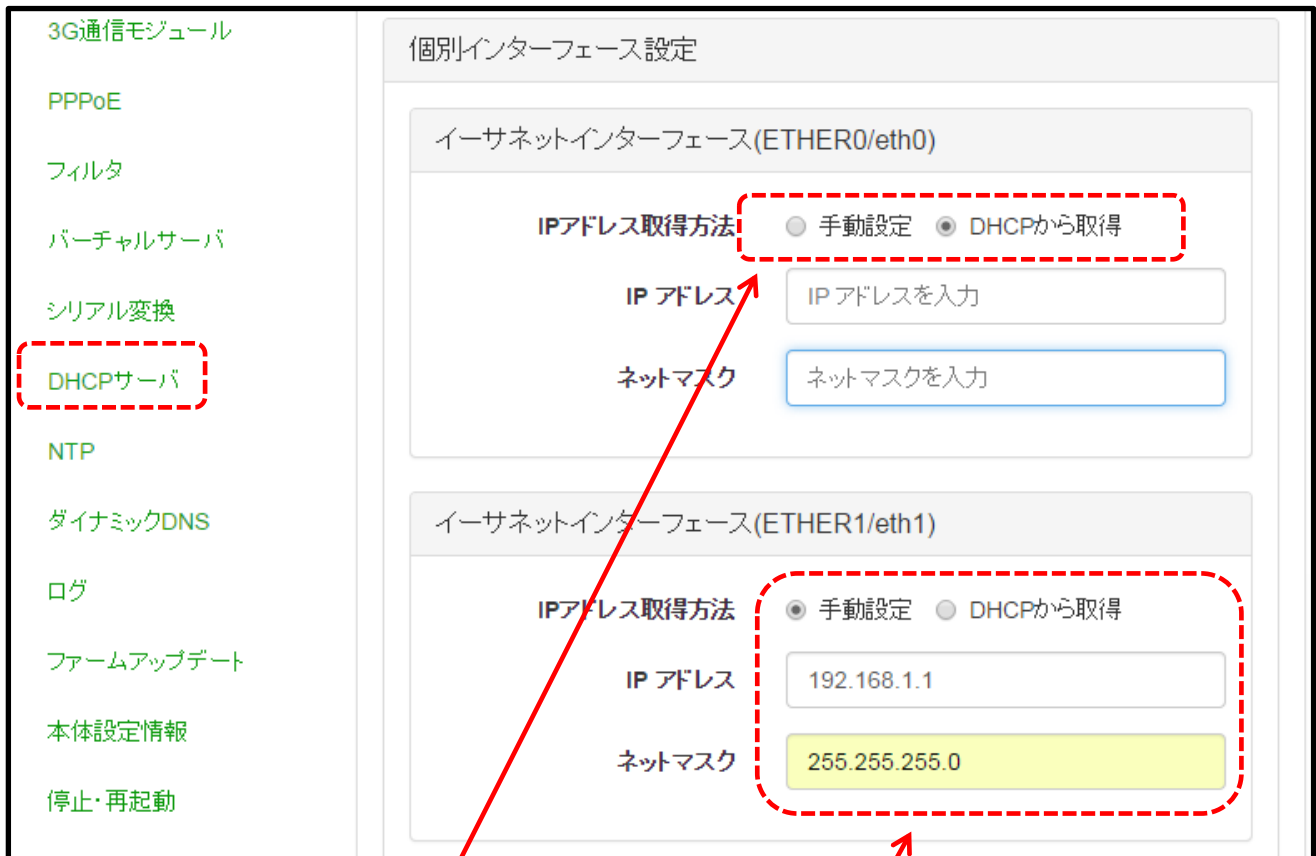 3G通信モジュール
PPPoE
フィルタ
バーチャルサーバ
シリアル変換
DHCPサーバ
NTP
ダイナミックDNS
ログ
ファームアップデート
本体設定情報
停止・再起動
個別インターフェース設定
イーサネットインターフェース(ETHER0/eth0)
IPアドレス取得方法 手動設定 DHCPから取得
IP アドレス IP アドレスを入力
ネットマスク ネットマスクを入力
イーサネットインターフェース(ETHER1/eth1)
IPアドレス取得方法 手動設定 DHCPから取得
IP アドレス 192.168.1.1
ネットマスク 255.255.255.0